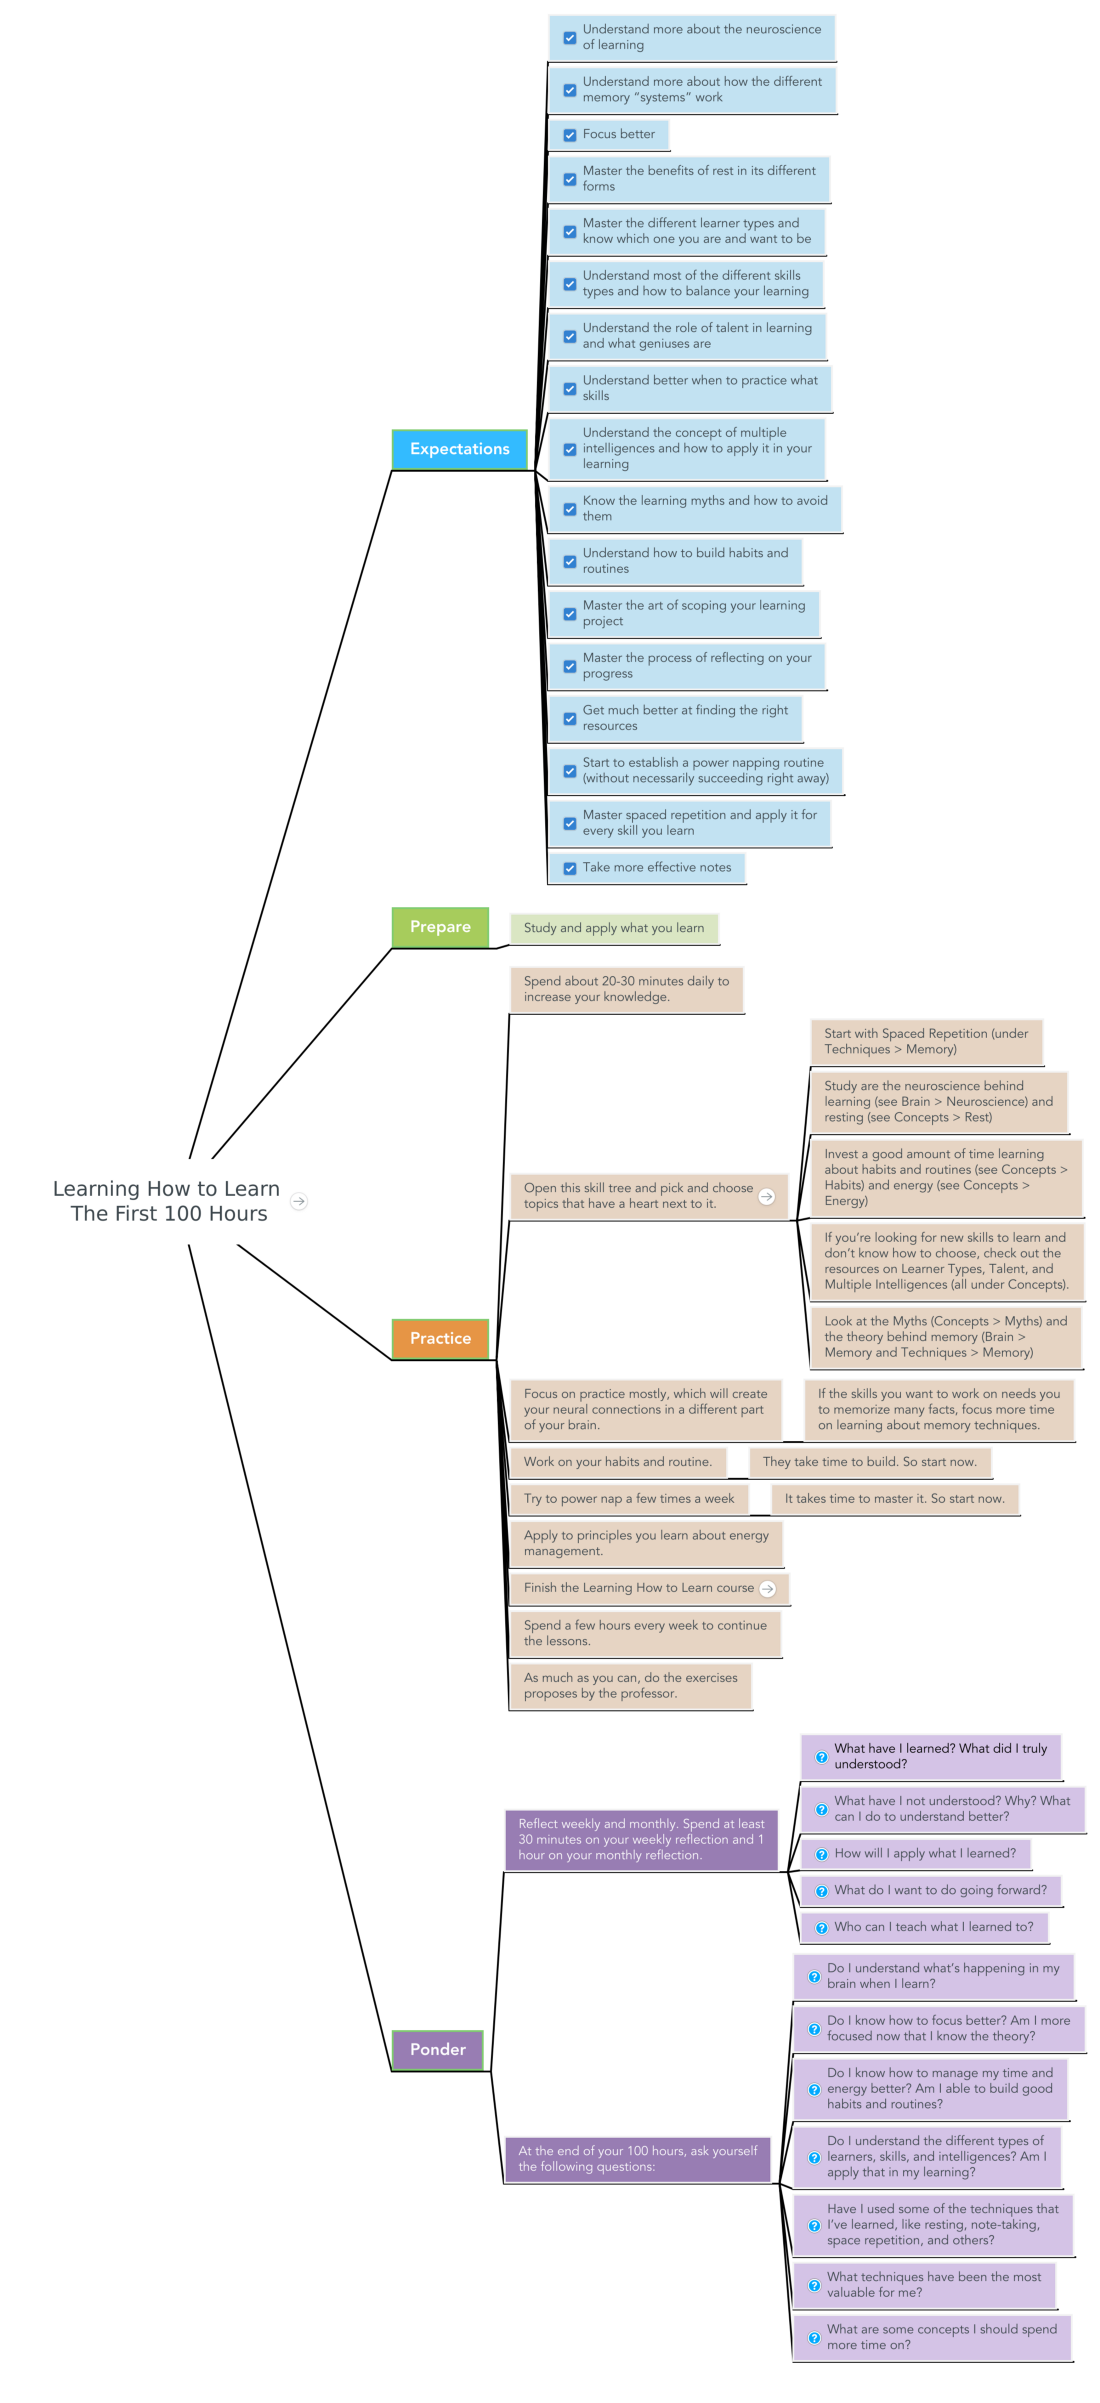 Understand more about the neuroscience
of learning
Understand more about how the different
memory “systems” work
Focus better
Master the benefits of rest in its different
forms
Master the different learner types and
know which one you are and want to be
Understand most of the different skills
types and how to balance your learning
Understand the role of talent in learning
and what geniuses are
Understand better when to practice what
skills
Expectations
Understand the concept of multiple
intelligences and how to apply it in your
learning
Know the learning myths and how to avoid
them
Understand how to build habits and
routines
Master the art of scoping your learning
project
Master the process of reflecting on your
progress
Get much better at finding the right
resources
Start to establish a power napping routine
(without necessarily succeeding right away)
Master spaced repetition and apply it for
every skill you learn
Take more effective notes
Prepare
Study and apply what you learn
Spend about 20-30 minutes daily to
increase your knowledge.
Start with Spaced Repetition (under
Techniques > Memory)
Study are the neuroscience behind
learning (see Brain > Neuroscience) and
resting (see Concepts > Rest)
Invest a good amount of time learning
about habits and routines (see Concepts >
Habits) and energy (see Concepts >
Energy)
Learning How to Learn
The First 100 Hours
Open this skill tree and pick and choose
topics that have a heart next to it.
If you’re looking for new skills to learn and
don’t know how to choose, check out the
resources on Learner Types, Talent, and
Multiple Intelligences (all under Concepts).
Look at the Myths (Concepts > Myths) and
the theory behind memory (Brain >
Memory and Techniques > Memory)
Practice
Focus on practice mostly, which will create
your neural connections in a different part
of your brain.
If the skills you want to work on needs you
to memorize many facts, focus more time
on learning about memory techniques.
Work on your habits and routine.
They take time to build. So start now.
Try to power nap a few times a week
It takes time to master it. So start now.
Apply to principles you learn about energy
management.
Finish the Learning How to Learn course
Spend a few hours every week to continue
the lessons.
As much as you can, do the exercises
proposes by the professor.
What have I learned? What did I truly
understood?
What have I not understood? Why? What
can I do to understand better?
Reflect weekly and monthly. Spend at least
30 minutes on your weekly reflection and 1
hour on your monthly reflection.
How will I apply what I learned?
What do I want to do going forward?
Who can I teach what I learned to?
Do I understand what’s happening in my
brain when I learn?
Do I know how to focus better? Am I more
focused now that I know the theory?
Ponder
Do I know how to manage my time and
energy better? Am I able to build good
habits and routines?
At the end of your 100 hours, ask yourself
the following questions:
Do I understand the different types of
learners, skills, and intelligences? Am I
apply that in my learning?
Have I used some of the techniques that
I’ve learned, like resting, note-taking,
space repetition, and others?
What techniques have been the most
valuable for me?
What are some concepts I should spend
more time on?